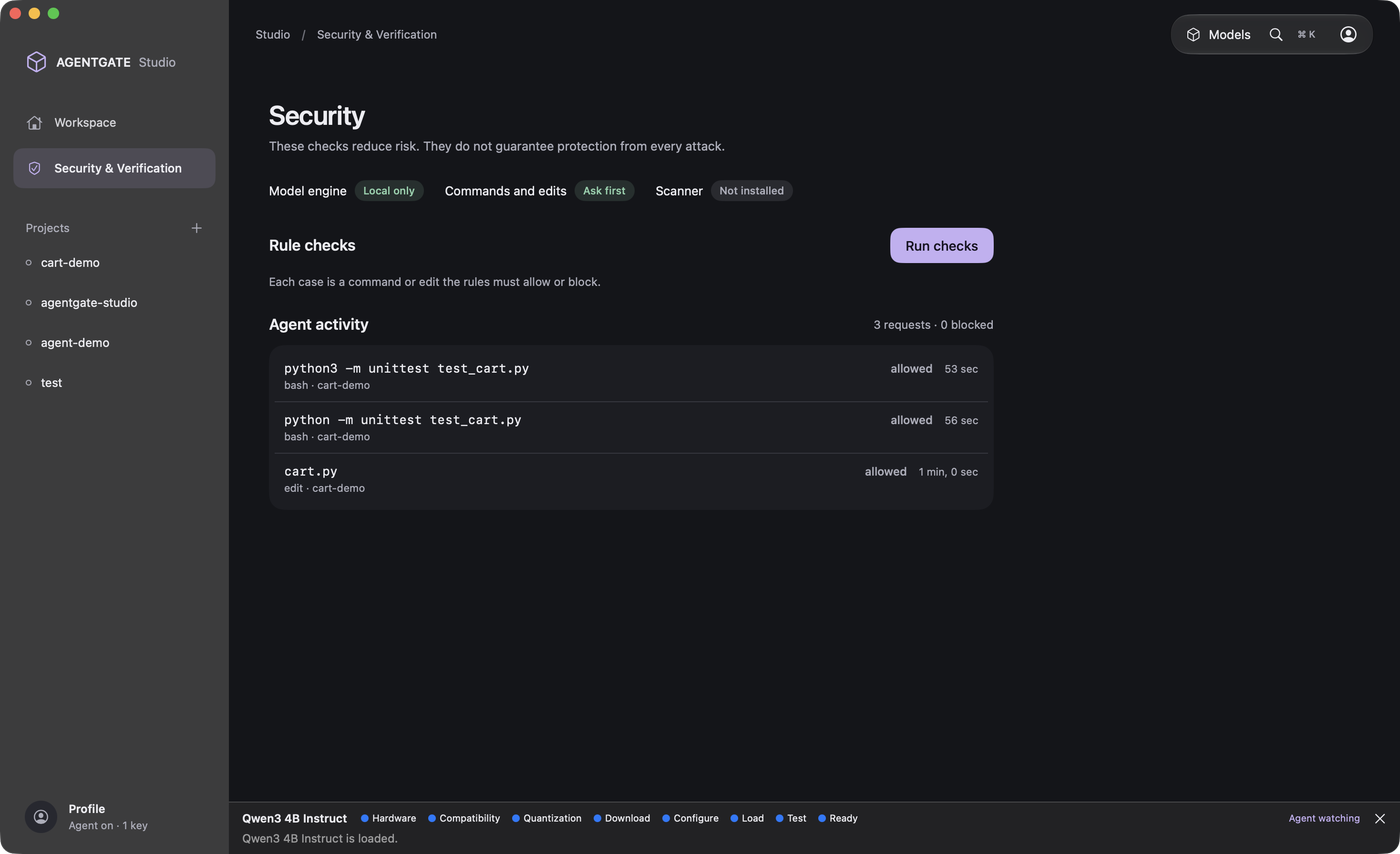 AGENTGATE Studio
Workspace
Security & Verification
Projects
cart-demo
agentgate-studio
agent-demo
test
Profile
Agent on · 1 key
Studio / Security & Verification
Models ⌘ K
Security
These checks reduce risk. They do not guarantee protection from every attack.
Model engine Local only Commands and edits Ask first Scanner Not installed
Rule checks Run checks
Each case is a command or edit the rules must allow or block.
Agent activity 3 requests · 0 blocked
python3 -m unittest test_cart.py allowed 53 sec
bash · cart-demo
python -m unittest test_cart.py allowed 56 sec
bash · cart-demo
cart.py allowed 1 min, 0 sec
edit · cart-demo
Qwen3 4B Instruct Hardware Compatibility Quantization Download Configure Load Test Ready Agent watching
Qwen3 4B Instruct is loaded.